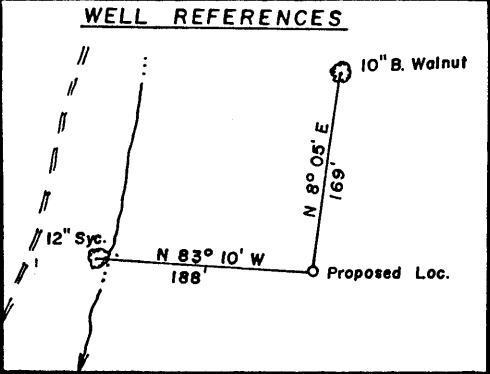 WELL REFERENCES
10" B. Walnut
N 8° 05' E
169'
12" Syc.
N 83° 10' W
188'
Proposed Loc.